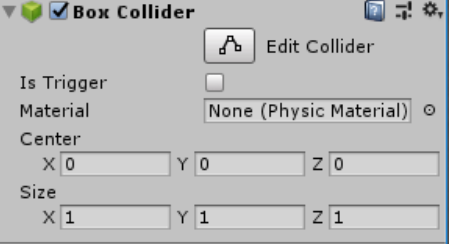 Box Collider
Edit Collider
Is Trigger
Material None (Physic Material)
Center
X 0 Y 0 Z 0
Size
X 1 Y 1 Z 1